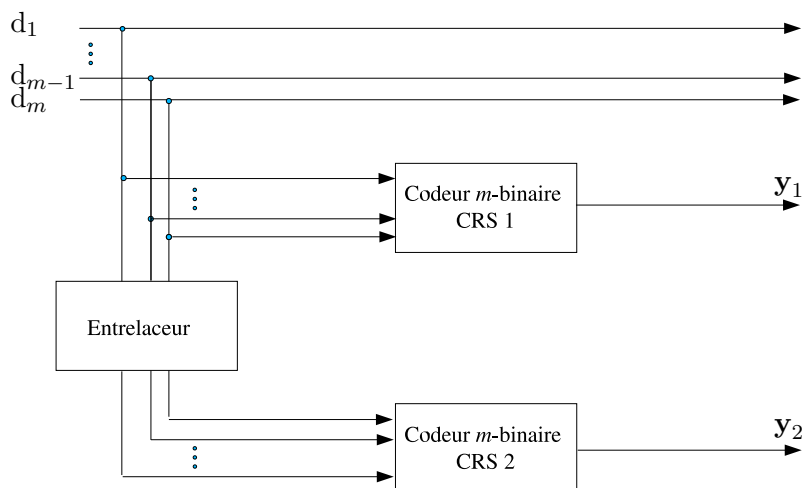 d₁
dₘ₋₁
dₘ
Codeur m-binaire
CRS 1
y₁
Entrelaceur
Codeur m-binaire
CRS 2
y₂